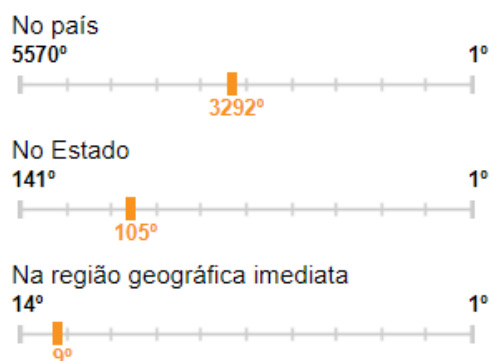 No país
5570º 1º
3292º
No Estado
141º 1º
105º
Na região geográfica imediata
14º 1º
9º